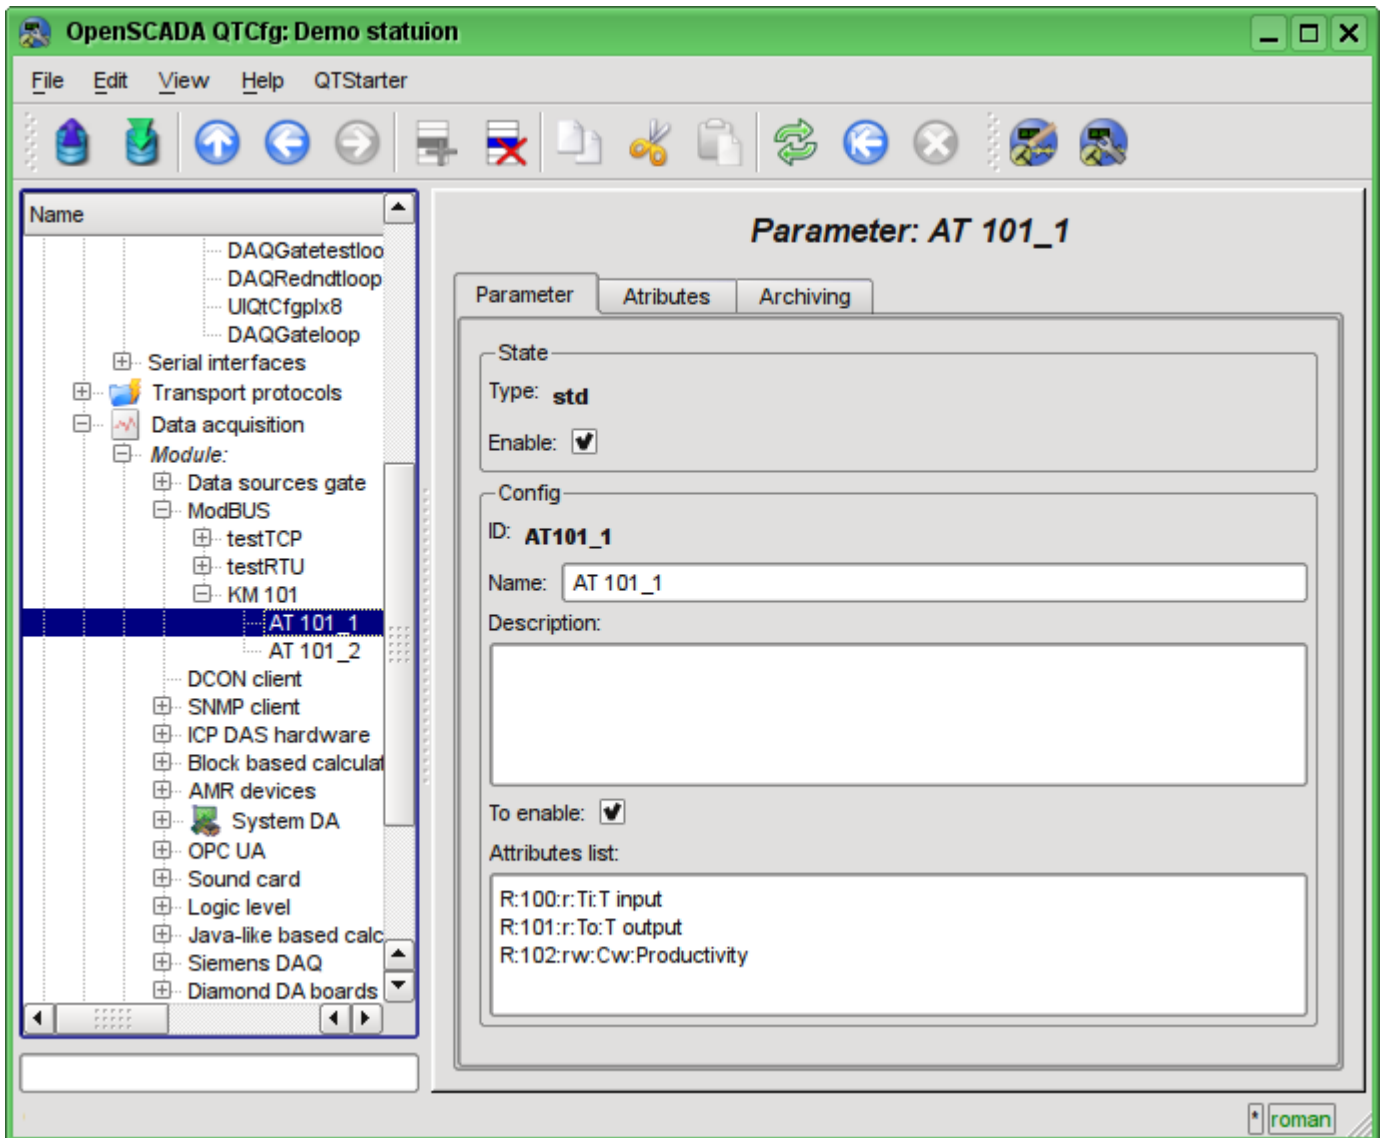 OpenSCADA QTCfg: Demo statuion
File Edit View Help QTStarter
Name
DAQGatetestloo
DAQRedndtloop
UIQtCfgplx8
DAQGateloop
Serial interfaces
Transport protocols
Data acquisition
Module:
Data sources gate
ModBUS
testTCP
testRTU
KM 101
AT 101_1
AT 101_2
DCON client
SNMP client
ICP DAS hardware
Block based calculat
AMR devices
System DA
OPC UA
Sound card
Logic level
Java-like based calc
Siemens DAQ
Diamond DA boards
Parameter: AT 101_1
Parameter Atributes Archiving
State
Type: std
Enable:
Config
ID: AT101_1
Name: AT 101_1
Description:
To enable:
Attributes list:
R:100:r:Ti:T input
R:101:r:To:T output
R:102:rw:Cw:Productivity
* roman